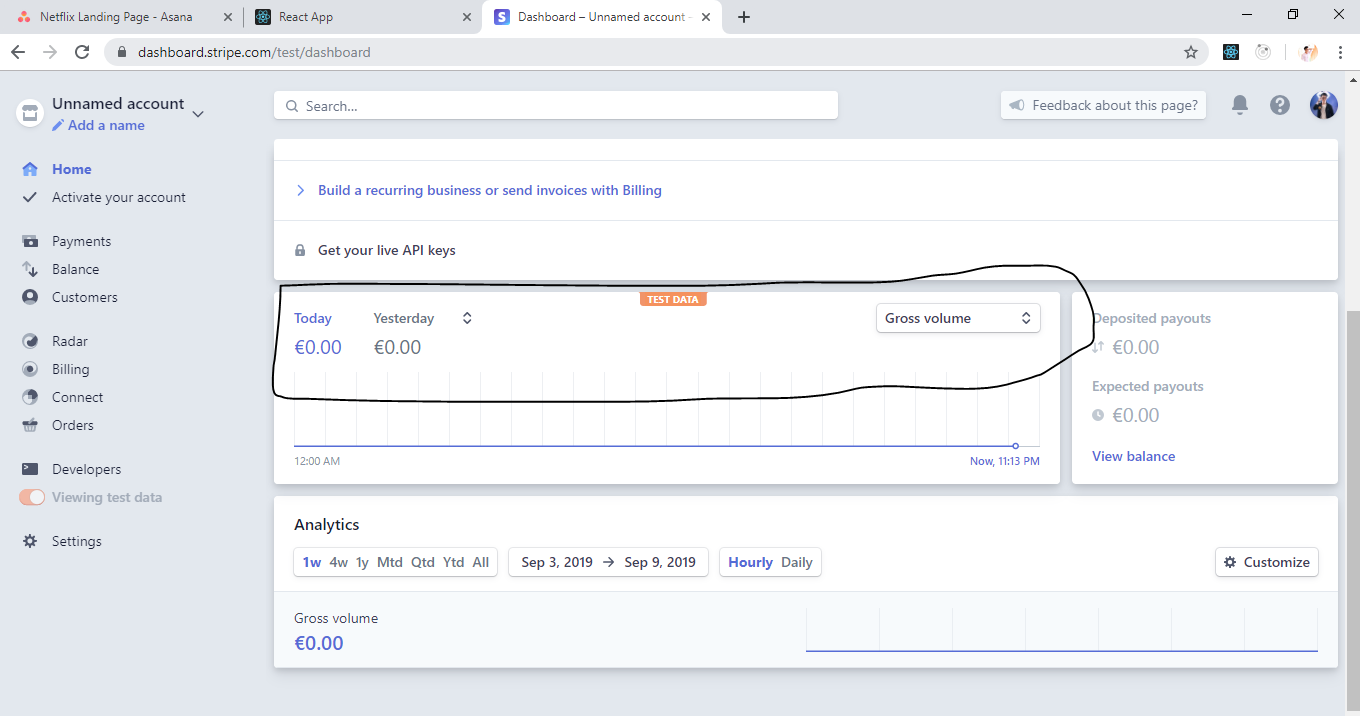 Netflix Landing Page - Asana
React App
Dashboard – Unnamed account -
dashboard.stripe.com/test/dashboard
Unnamed account
Add a name
Search...
Feedback about this page?
Home
Activate your account
Payments
Balance
Customers
Radar
Billing
Connect
Orders
Developers
Viewing test data
Settings
Build a recurring business or send invoices with Billing
Get your live API keys
TEST DATA
Today Yesterday Gross volume
€0.00 €0.00
12:00 AM Now, 11:13 PM
Deposited payouts
€0.00
Expected payouts
€0.00
View balance
Analytics
1w 4w 1y Mtd Qtd Ytd All Sep 3, 2019 → Sep 9, 2019 Hourly Daily Customize
Gross volume
€0.00